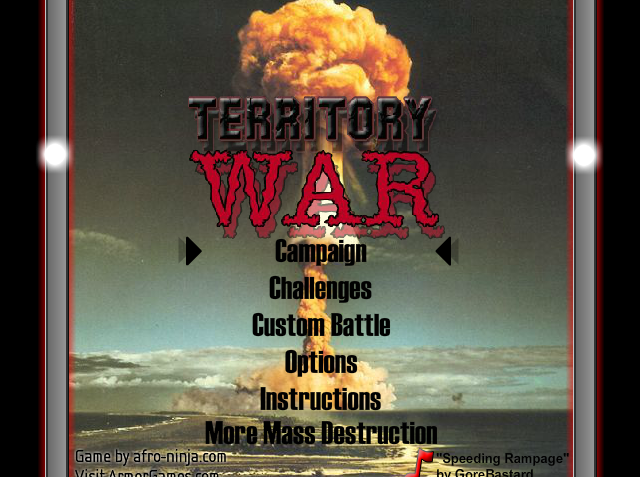 TERRITORY
WAR
Campaign
Challenges
Custom Battle
Options
Instructions
More Mass Destruction
Game by afro-ninja.com
Visit ArmorGames.com
"Speeding Rampage"
by GoreBastard